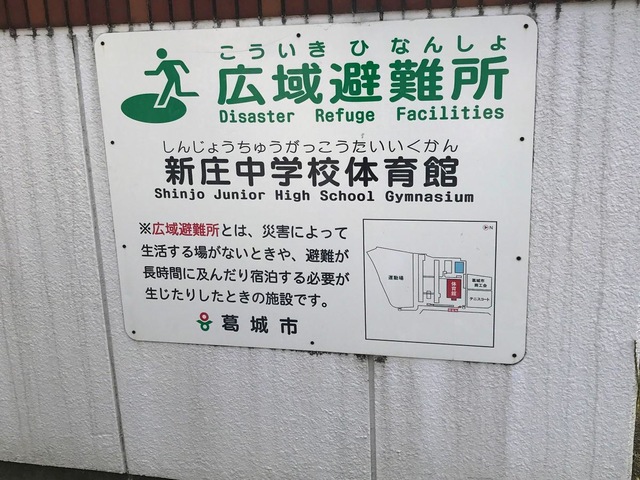 こういきひなんしょ
広域避難所
Disaster Refuge Facilities
しんじょうちゅうがっこうたいいくかん
新庄中学校体育館
Shinjo Junior High School Gymnasium
※広域避難所とは、災害によって
生活する場がないときや、避難が
長時間に及んだり宿泊する必要が
生じたりしたときの施設です。
葛城市
N
運動場
体育館
葛城市
商工会
テニスコート